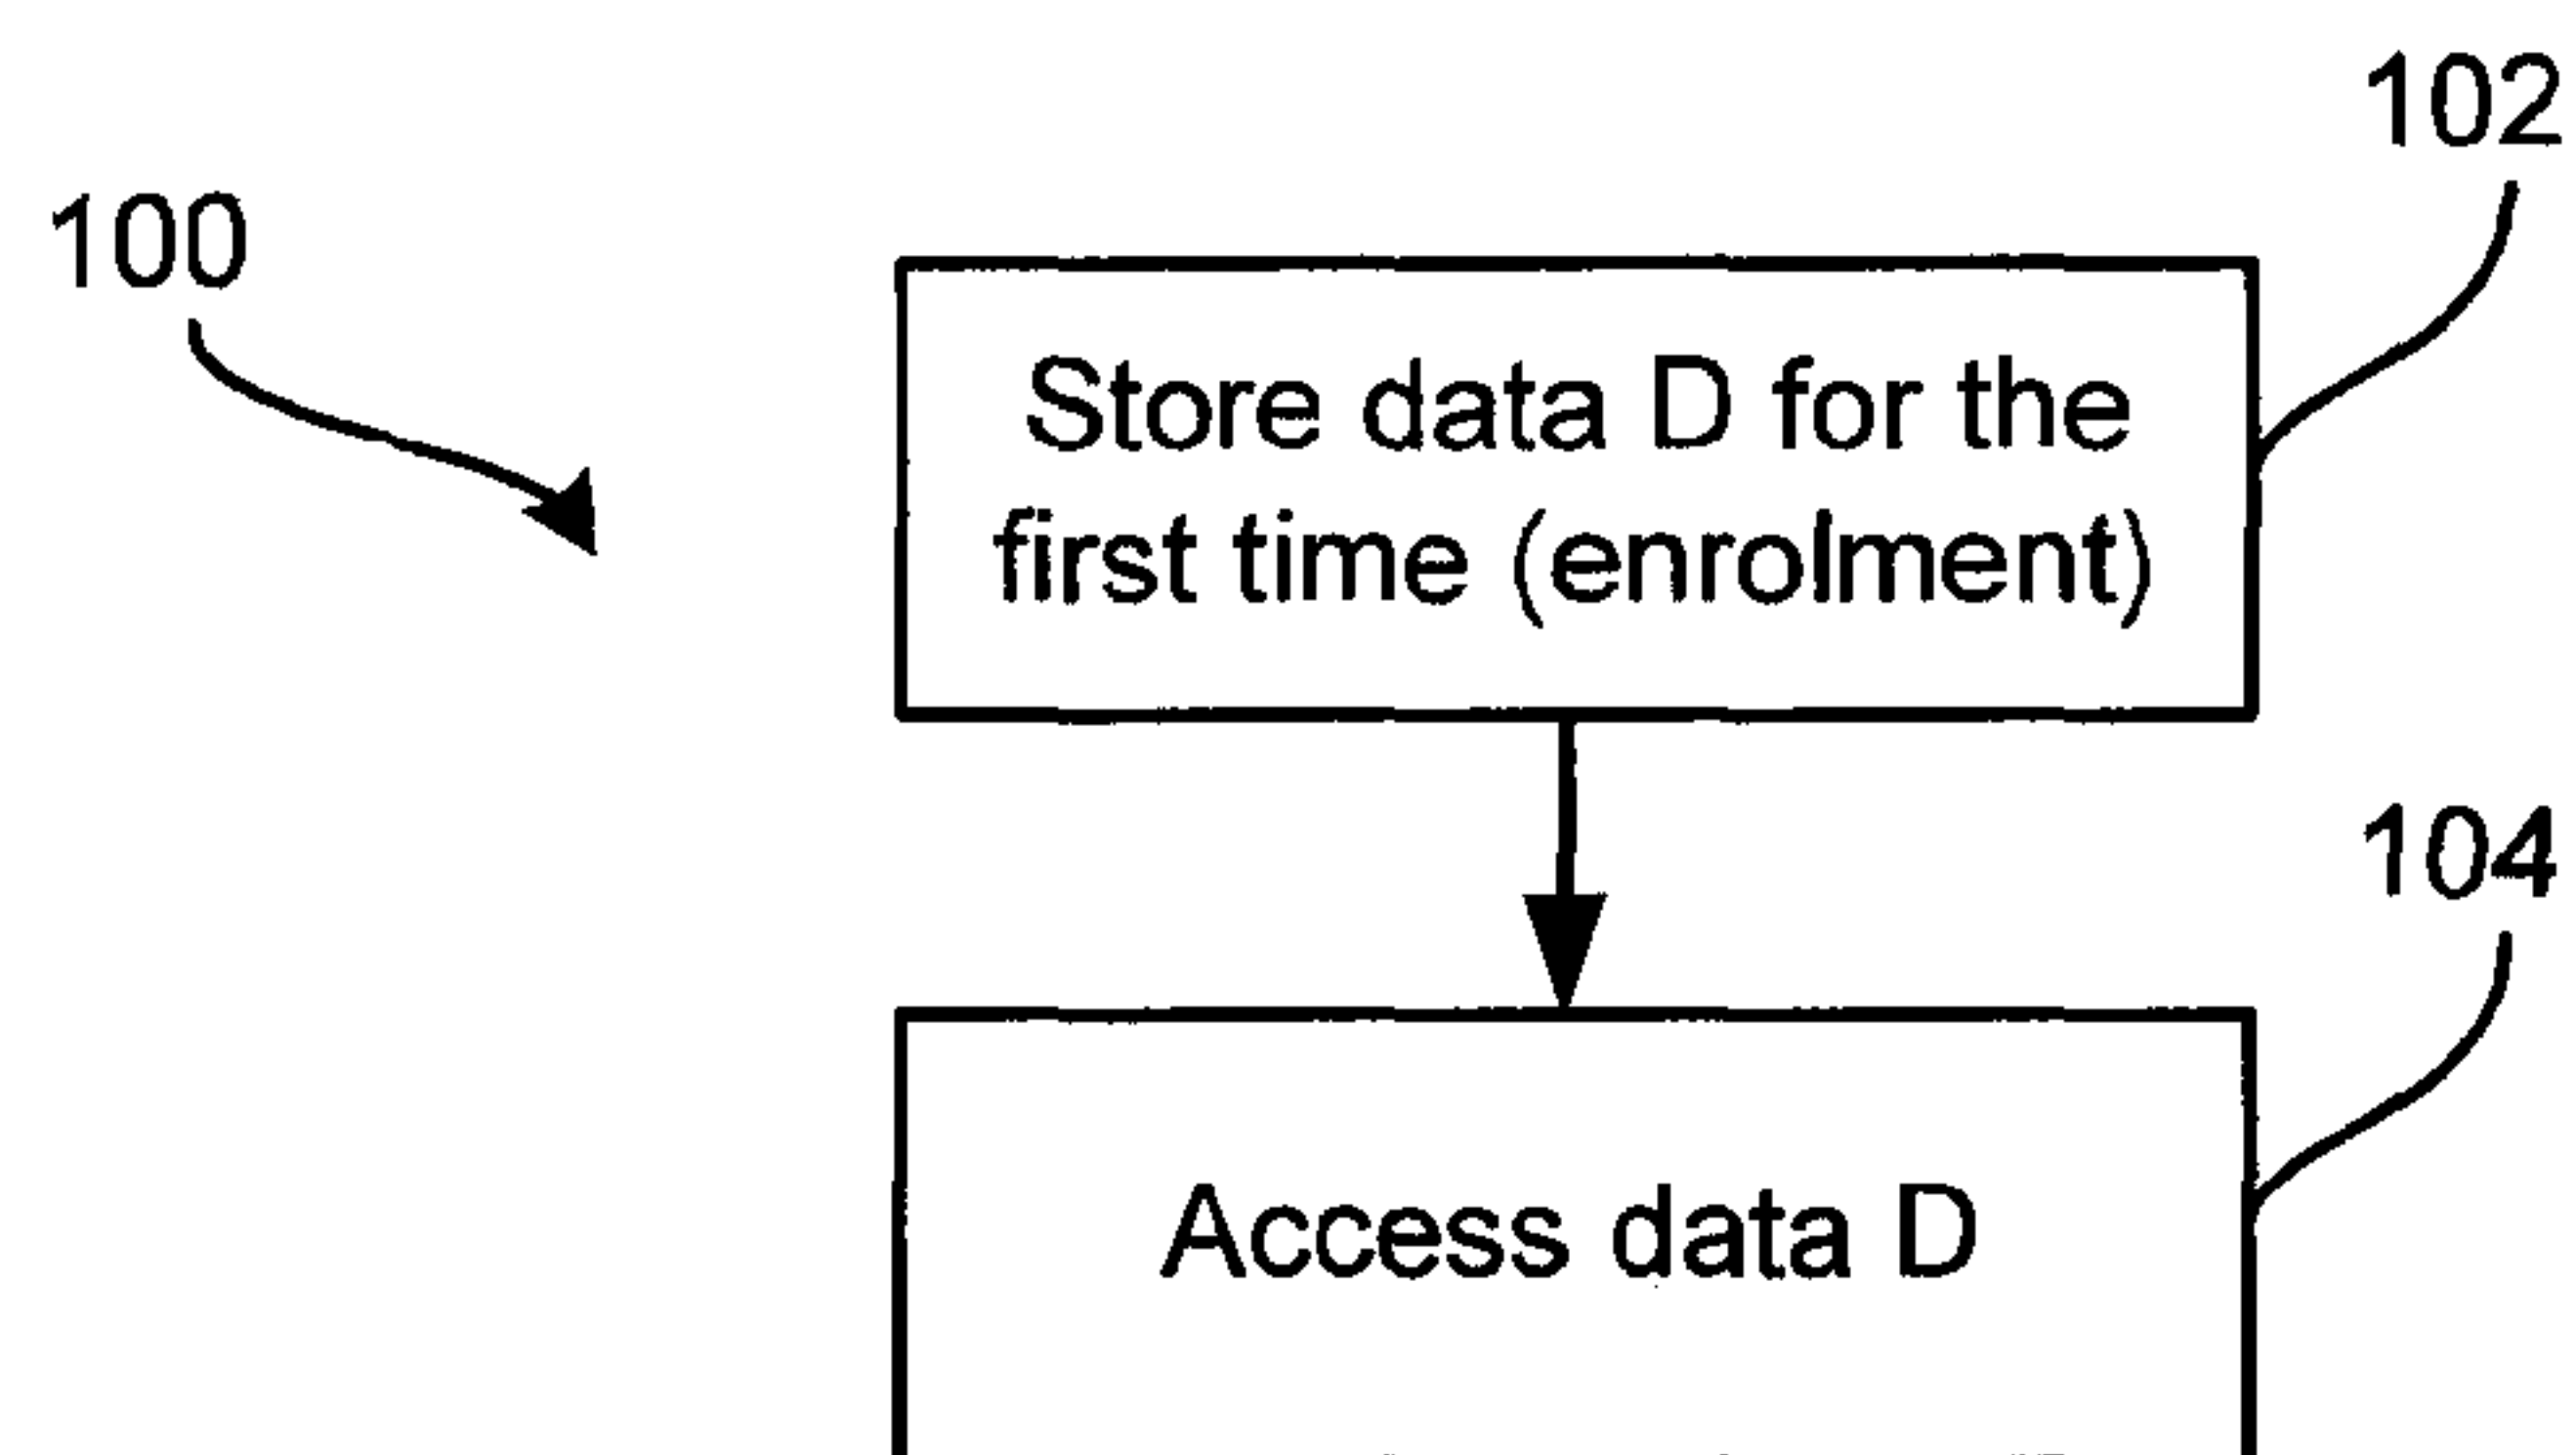 102
100
Store data D for the
first time (enrolment)
104
Access data D